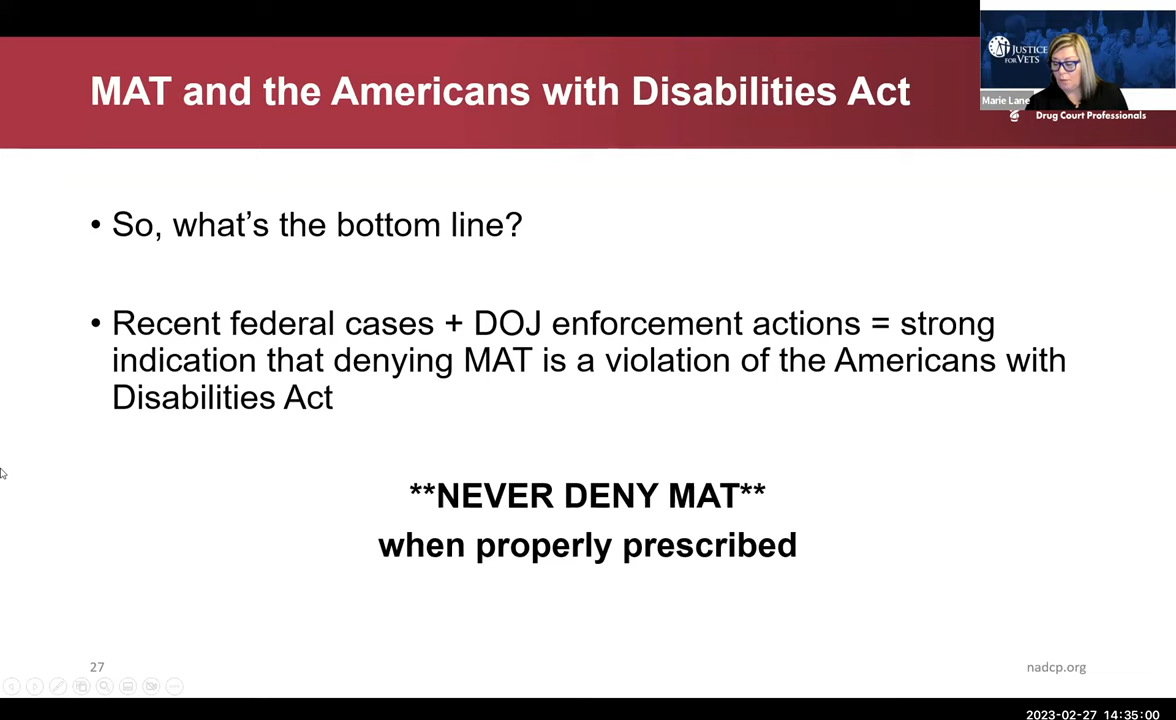 MAT and the Americans with Disabilities Act
JUSTICE
FOR VETS
Marie Lane
Drug Court Professionals
• So, what's the bottom line?
• Recent federal cases + DOJ enforcement actions = strong
indication that denying MAT is a violation of the Americans with
Disabilities Act
**NEVER DENY MAT**
when properly prescribed
27
nadcp.org
2023-02-27 14:35:00